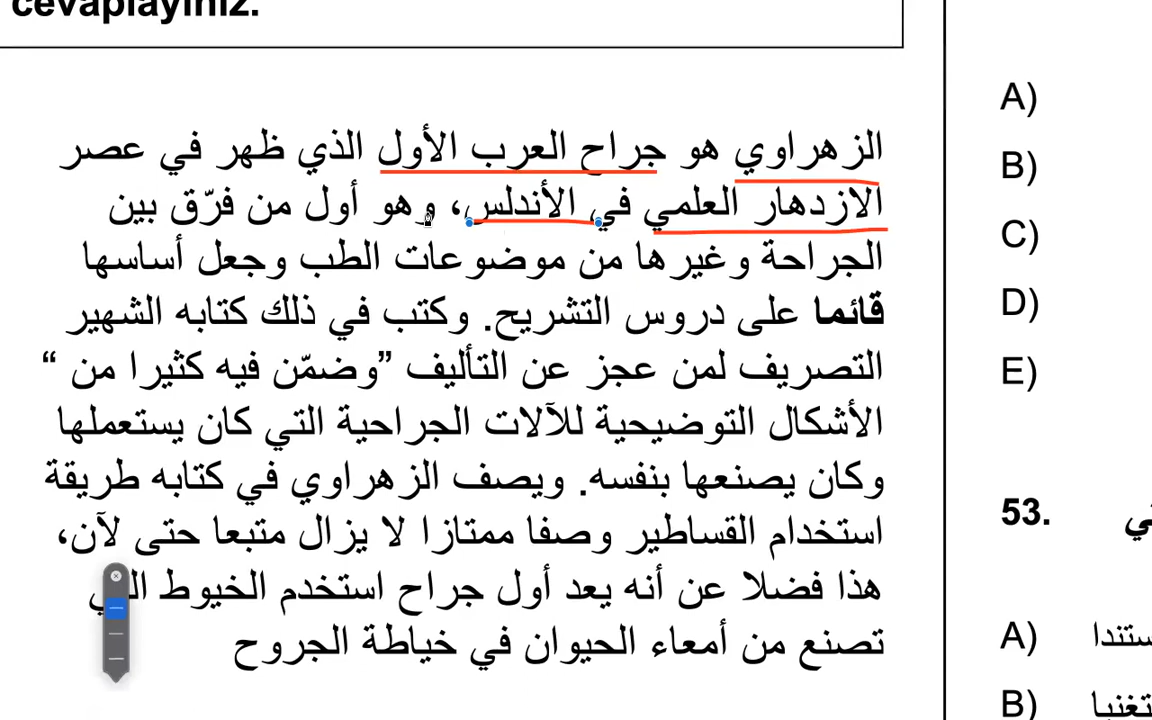 cevaplayınız.
الزهراوي هو جراح العرب الأول الذي ظهر في عصر
الازدهار العلمي في الأندلس، وهو أول من فرّق بين
الجراحة وغيرها من موضوعات الطب وجعل أساسها
قائما على دروس التشريح. وكتب في ذلك كتابه الشهير
التصريف لمن عجز عن التأليف ”وضمّن فيه كثيرا من “
الأشكال التوضيحية للآلات الجراحية التي كان يستعملها
وكان يصنعها بنفسه. ويصف الزهراوي في كتابه طريقة
استخدام القساطير وصفا ممتازا لا يزال متبعا حتى لآن،
هذا فضلا عن أنه يعد أول جراح استخدم الخيوط
تصنع من أمعاء الحيوان في خياطة الجروح
A)
B)
C)
D)
E)
53.
A)
B)